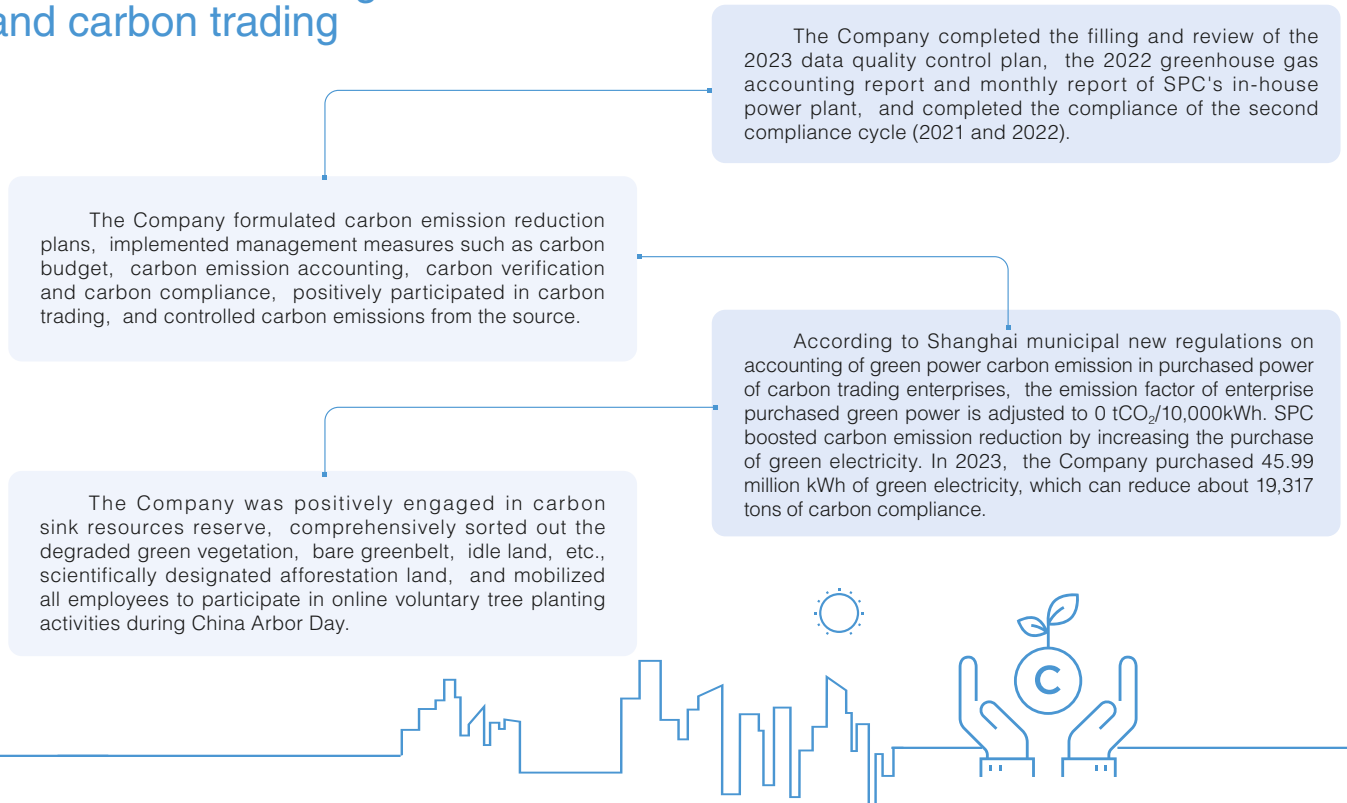 and carbon trading
The Company completed the filling and review of the
2023 data quality control plan, the 2022 greenhouse gas
accounting report and monthly report of SPC's in-house
power plant, and completed the compliance of the second
compliance cycle (2021 and 2022).
The Company formulated carbon emission reduction
plans, implemented management measures such as carbon
budget, carbon emission accounting, carbon verification
and carbon compliance, positively participated in carbon
trading, and controlled carbon emissions from the source.
According to Shanghai municipal new regulations on
accounting of green power carbon emission in purchased power
of carbon trading enterprises, the emission factor of enterprise
purchased green power is adjusted to 0 tCO₂/10,000kWh. SPC
boosted carbon emission reduction by increasing the purchase
of green electricity. In 2023, the Company purchased 45.99
million kWh of green electricity, which can reduce about 19,317
tons of carbon compliance.
The Company was positively engaged in carbon
sink resources reserve, comprehensively sorted out the
degraded green vegetation, bare greenbelt, idle land, etc.,
scientifically designated afforestation land, and mobilized
all employees to participate in online voluntary tree planting
activities during China Arbor Day.
C